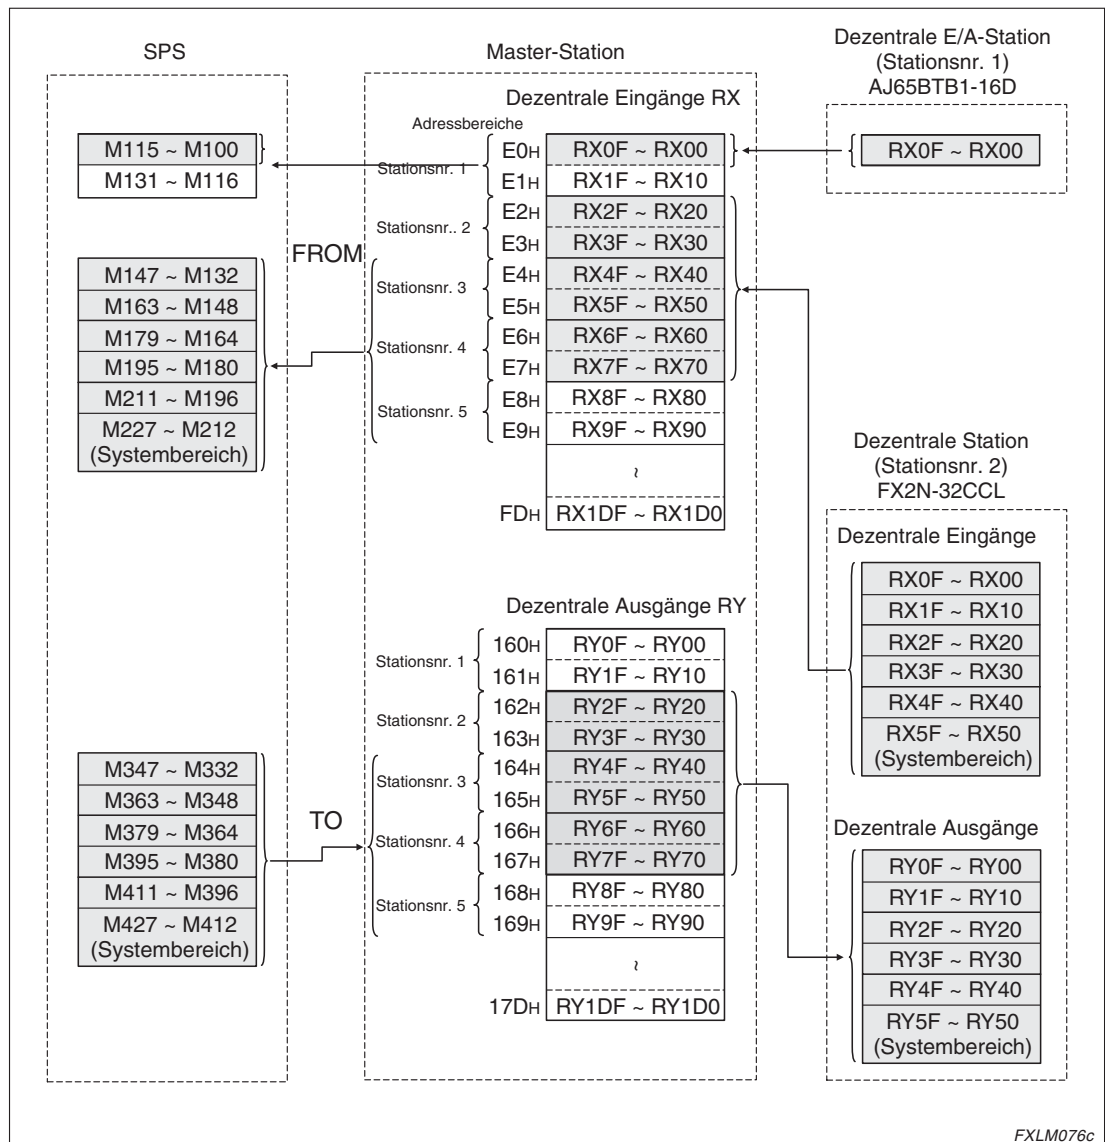 SPS
M115 ~ M100
M131 ~ M116
M147 ~ M132
M163 ~ M148
M179 ~ M164
M195 ~ M180
M211 ~ M196
M227 ~ M212
(Systembereich)
M347 ~ M332
M363 ~ M348
M379 ~ M364
M395 ~ M380
M411 ~ M396
M427 ~ M412
(Systembereich)
FROM
TO
Master-Station
Dezentrale Eingänge RX
Adressbereiche
Stationsnr. 1
E0H RX0F ~ RX00
E1H RX1F ~ RX10
Stationsnr.. 2
E2H RX2F ~ RX20
E3H RX3F ~ RX30
Stationsnr. 3
E4H RX4F ~ RX40
E5H RX5F ~ RX50
Stationsnr. 4
E6H RX6F ~ RX60
E7H RX7F ~ RX70
Stationsnr. 5
E8H RX8F ~ RX80
E9H RX9F ~ RX90
~
FDH RX1DF ~ RX1D0
Dezentrale Ausgänge RY
Stationsnr. 1
160H RY0F ~ RY00
161H RY1F ~ RY10
Stationsnr. 2
162H RY2F ~ RY20
163H RY3F ~ RY30
Stationsnr. 3
164H RY4F ~ RY40
165H RY5F ~ RY50
Stationsnr. 4
166H RY6F ~ RY60
167H RY7F ~ RY70
Stationsnr. 5
168H RY8F ~ RY80
169H RY9F ~ RY90
~
17DH RY1DF ~ RY1D0
Dezentrale E/A-Station
(Stationsnr. 1)
AJ65BTB1-16D
RX0F ~ RX00
Dezentrale Station
(Stationsnr. 2)
FX2N-32CCL
Dezentrale Eingänge
RX0F ~ RX00
RX1F ~ RX10
RX2F ~ RX20
RX3F ~ RX30
RX4F ~ RX40
RX5F ~ RX50
(Systembereich)
Dezentrale Ausgänge
RY0F ~ RY00
RY1F ~ RY10
RY2F ~ RY20
RY3F ~ RY30
RY4F ~ RY40
RY5F ~ RY50
(Systembereich)
FXLM076c